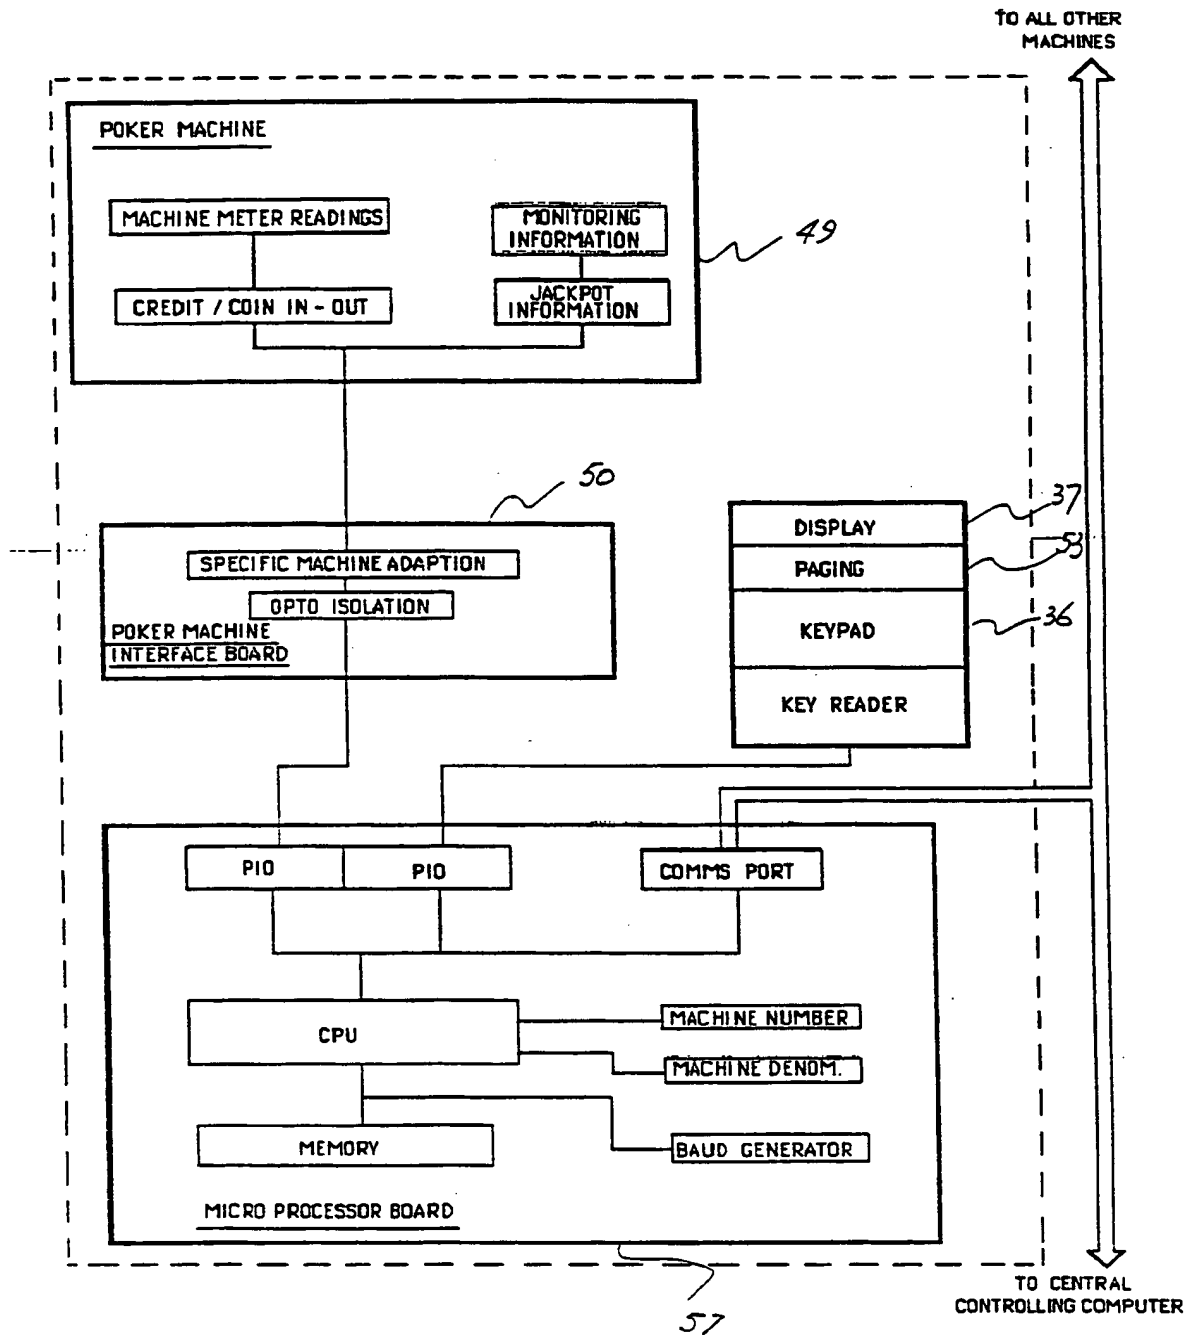 TO ALL OTHER
MACHINES
POKER MACHINE
MACHINE METER READINGS
MONITORING
INFORMATION
49
CREDIT / COIN IN - OUT
JACKPOT
INFORMATION
50
37
DISPLAY
53
SPECIFIC MACHINE ADAPTION
PAGING
OPTO ISOLATION
36
POKER MACHINE
INTERFACE BOARD
KEYPAD
KEY READER
PIO
PIO
COMMS PORT
CPU
MACHINE NUMBER
MACHINE DENOM.
MEMORY
BAUD GENERATOR
MICRO PROCESSOR BOARD
TO CENTRAL
CONTROLLING COMPUTER
57